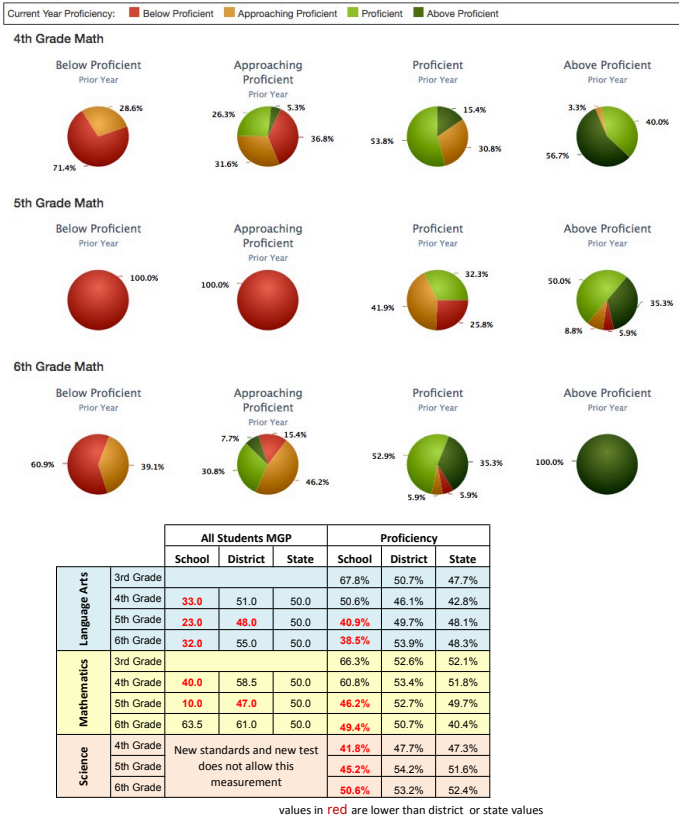 Current Year Proficiency: Below Proficient Approaching Proficient Proficient Above Proficient
4th Grade Math
Below Proficient
Prior Year
28.6%
71.4%
Approaching
Proficient
Prior Year
26.3%
5.3%
36.8%
31.6%
Proficient
Prior Year
15.4%
53.8%
30.8%
Above Proficient
Prior Year
3.3%
40.0%
56.7%
5th Grade Math
Below Proficient
Prior Year
100.0%
Approaching
Proficient
Prior Year
100.0%
Proficient
Prior Year
32.3%
41.9%
25.8%
Above Proficient
Prior Year
50.0%
35.3%
8.8%
5.9%
6th Grade Math
Below Proficient
Prior Year
60.9%
39.1%
Approaching
Proficient
Prior Year
7.7%
15.4%
30.8%
46.2%
Proficient
Prior Year
52.9%
35.3%
5.9%
5.9%
Above Proficient
Prior Year
100.0%
All Students MGP Proficiency
School District State School District State
Language Arts
3rd Grade 67.8% 50.7% 47.7%
4th Grade 33.0 51.0 50.0 50.6% 46.1% 42.8%
5th Grade 23.0 48.0 50.0 40.9% 49.7% 48.1%
6th Grade 32.0 55.0 50.0 38.5% 53.9% 48.3%
Mathematics
3rd Grade 66.3% 52.6% 52.1%
4th Grade 40.0 58.5 50.0 60.8% 53.4% 51.8%
5th Grade 10.0 47.0 50.0 46.2% 52.7% 49.7%
6th Grade 63.5 61.0 50.0 49.4% 50.7% 40.4%
Science
4th Grade 41.8% 47.7% 47.3%
5th Grade 45.2% 54.2% 51.6%
6th Grade 50.6% 53.2% 52.4%
New standards and new test
does not allow this
measurement
values in red are lower than district or state values